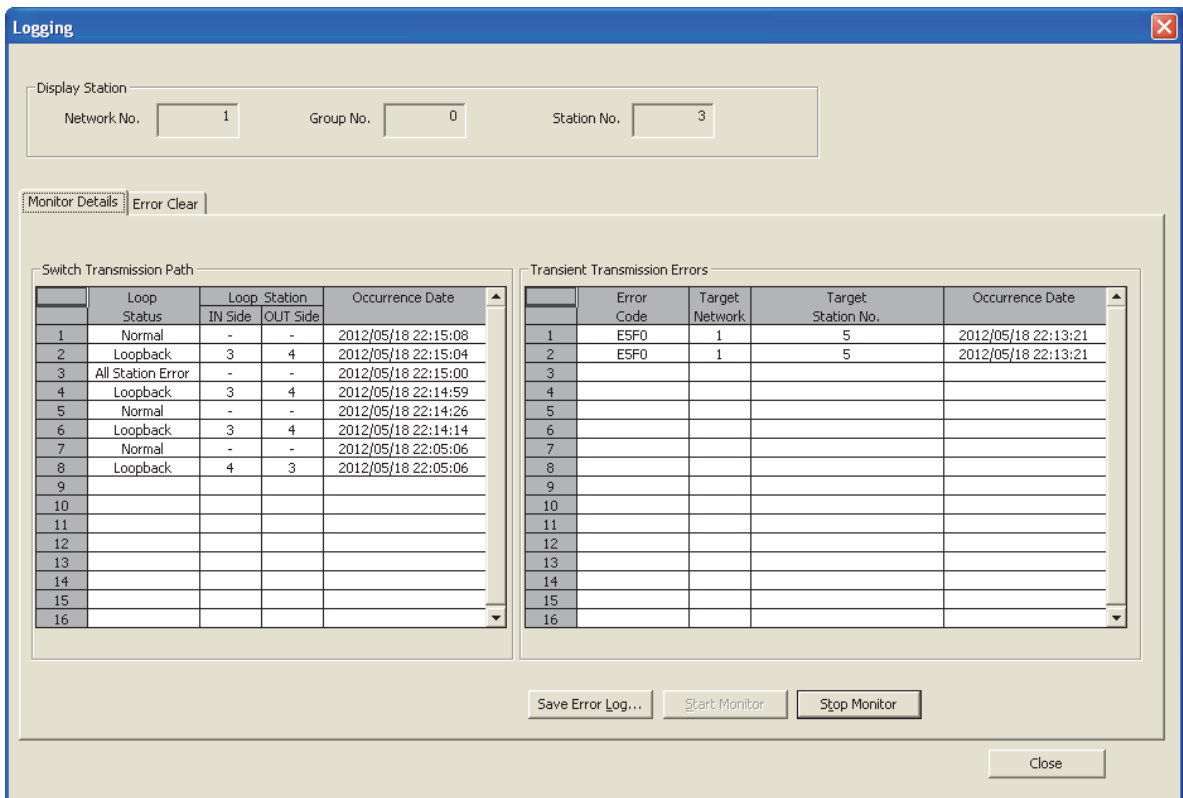 Logging
Display Station
Network No. 1 Group No. 0 Station No. 3
Monitor Details Error Clear
Switch Transmission Path
Loop Status Loop Station IN Side OUT Side Occurrence Date
1 Normal - - 2012/05/18 22:15:08
2 Loopback 3 4 2012/05/18 22:15:04
3 All Station Error - - 2012/05/18 22:15:00
4 Loopback 3 4 2012/05/18 22:14:59
5 Normal - - 2012/05/18 22:14:26
6 Loopback 3 4 2012/05/18 22:14:14
7 Normal - - 2012/05/18 22:05:06
8 Loopback 4 3 2012/05/18 22:05:06
9
10
11
12
13
14
15
16
Transient Transmission Errors
Error Code Target Network Target Station No. Occurrence Date
1 E5F0 1 5 2012/05/18 22:13:21
2 E5F0 1 5 2012/05/18 22:13:21
3
4
5
6
7
8
9
10
11
12
13
14
15
16
Save Error Log... Start Monitor Stop Monitor
Close